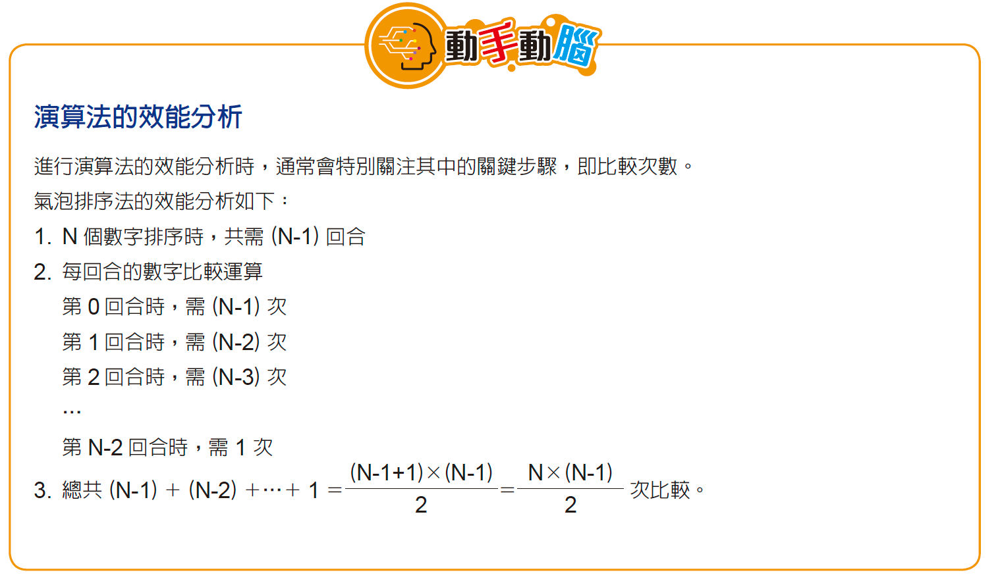 動手動腦
演算法的效能分析
進行演算法的效能分析時，通常會特別關注其中的關鍵步驟，即比較次數。
氣泡排序法的效能分析如下：
1. N 個數字排序時，共需 (N-1) 回合
2. 每回合的數字比較運算
第 0 回合時，需 (N-1) 次
第 1 回合時，需 (N-2) 次
第 2 回合時，需 (N-3) 次
…
第 N-2 回合時，需 1 次
3. 總共 (N-1) + (N-2) +…+ 1 = (N-1+1)×(N-1)/2 = N×(N-1)/2 次比較。